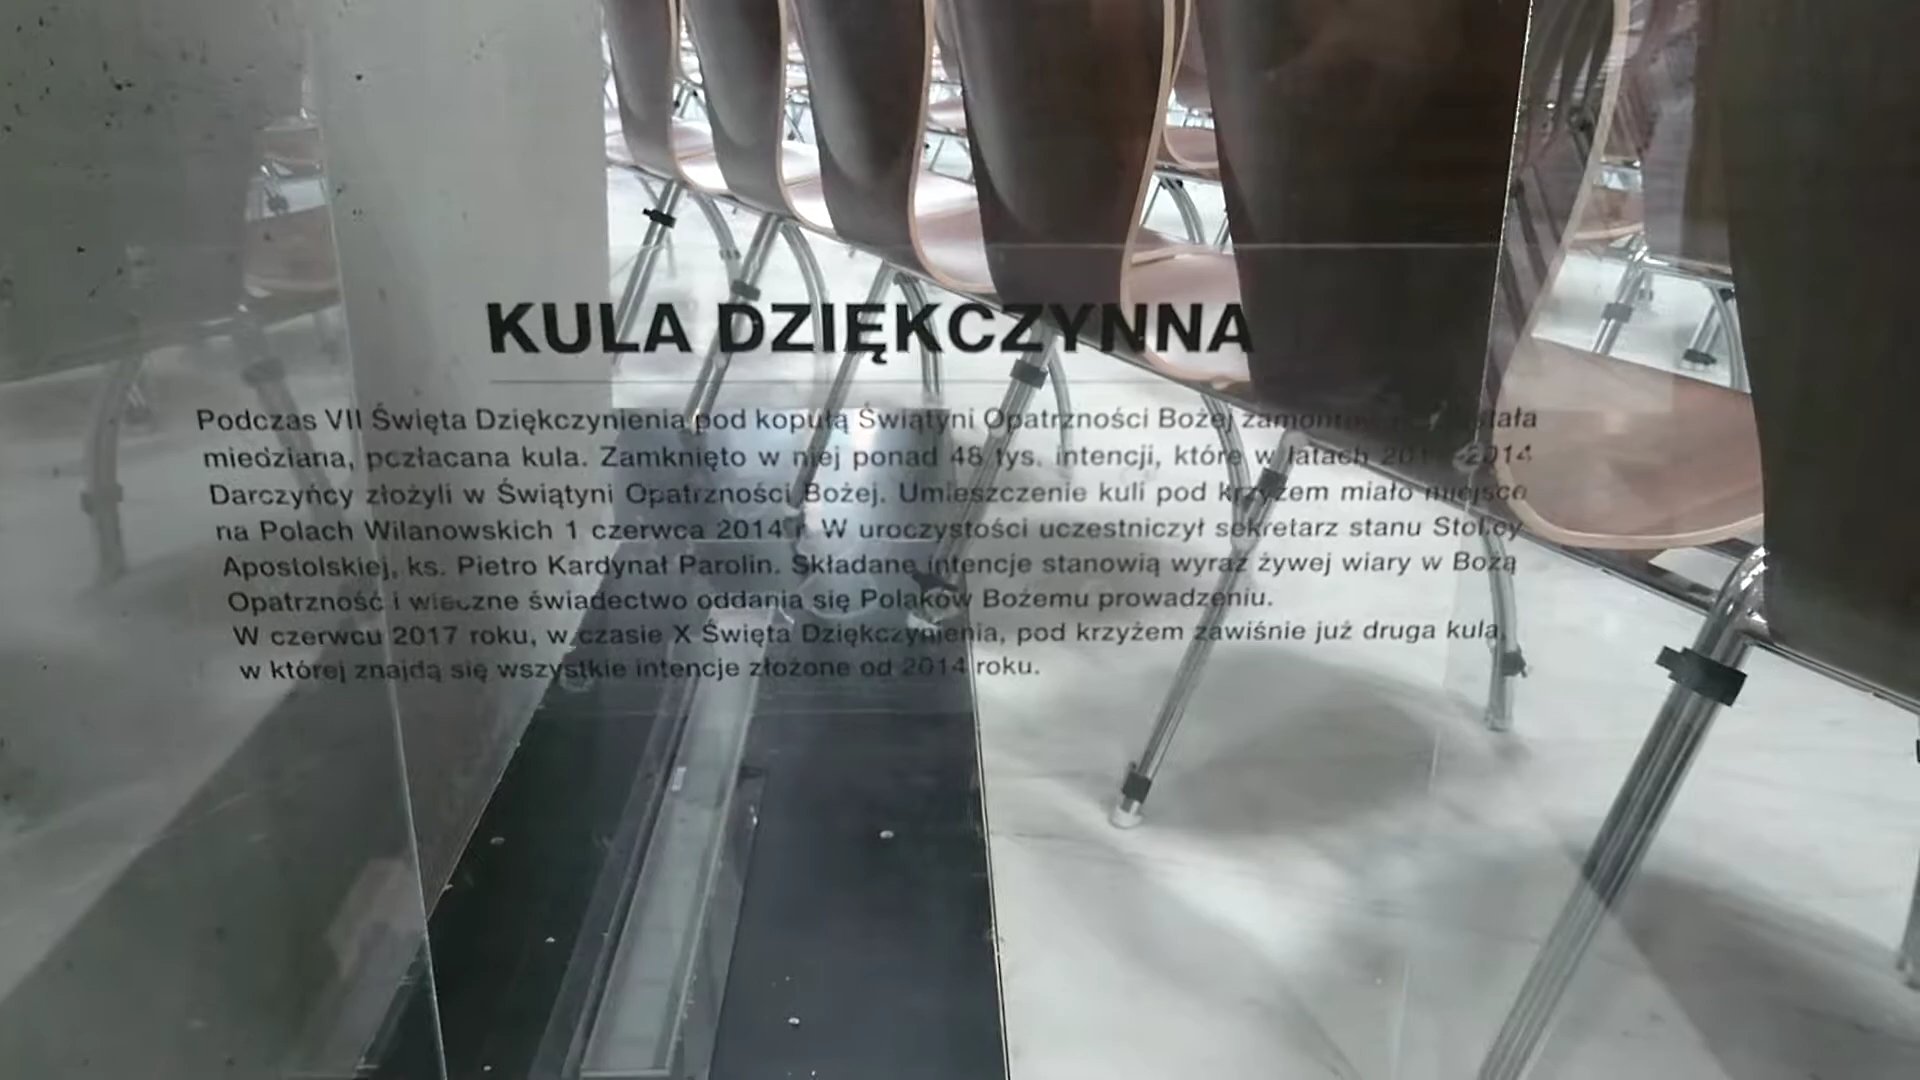 KULA DZIĘKCZYNNA
Podczas VII Święta Dziękczynienia pod kopułą Świątyni Opatrzności Bożej
miedziana, pozłacana kula. Zamknięto w niej ponad 48 tys. intencji, które w latach
Darczyńcy złożyli w Świątyni Opatrzności Bożej. Umieszczenie kuli pod krzyżem miało miejsce
na Polach Wilanowskich 1 czerwca 2014 r. W uroczystości uczestniczył sekretarz stanu Stolicy
Apostolskiej, ks. Pietro Kardynał Parolin. Składane intencje stanowią wyraz żywej wiary w Bożą
Opatrzność i wieczne świadectwo oddania się Polaków Bożemu prowadzeniu.
W czerwcu 2017 roku, w czasie X Święta Dziękczynienia, pod krzyżem zawiśnie już druga kula,
w której znajdą się wszystkie intencje złożone od 2014 roku.